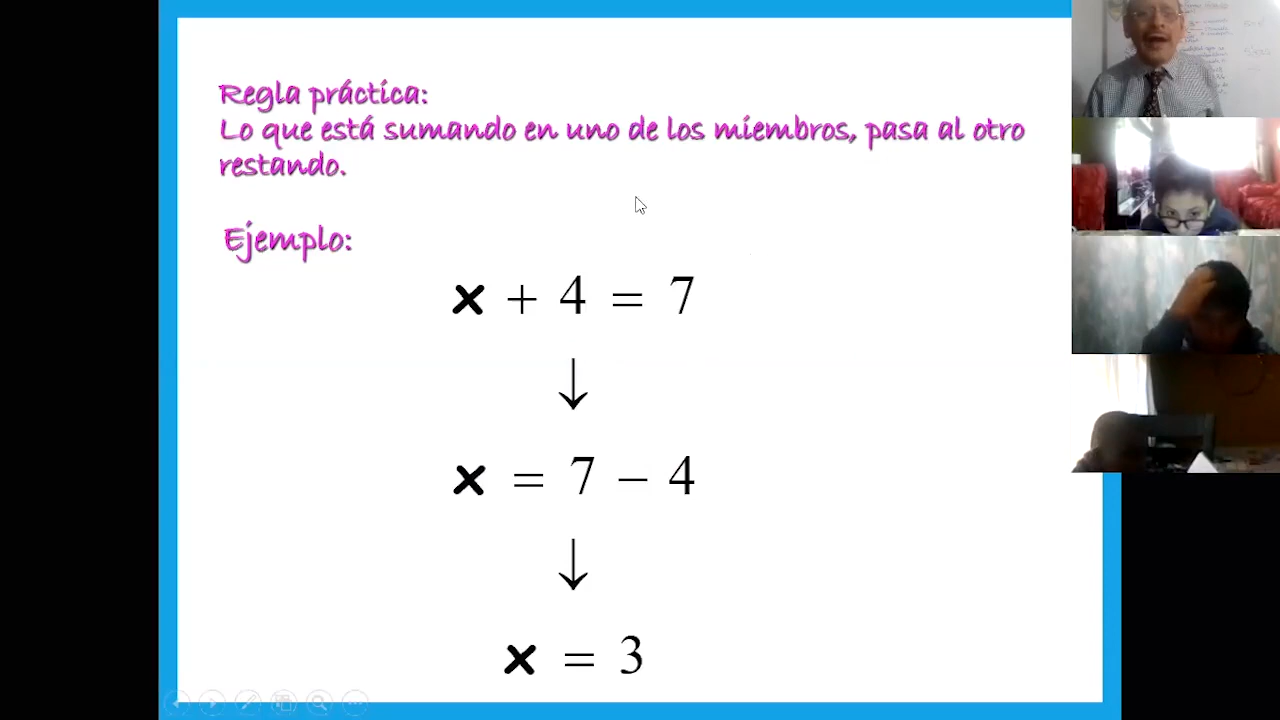 Regla práctica:
Lo que está sumando en uno de los miembros, pasa al otro
restando.
Ejemplo:
x + 4 = 7
↓
x = 7 − 4
↓
x = 3